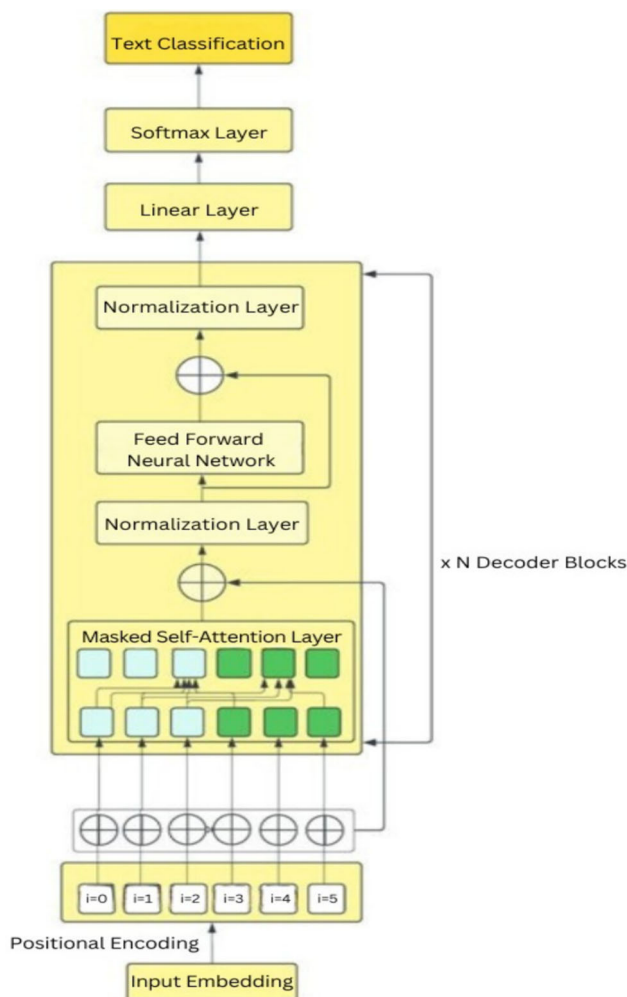 Text Classification
Softmax Layer
Linear Layer
Normalization Layer
Feed Forward
Neural Network
Normalization Layer
x N Decoder Blocks
Masked Self-Attention Layer
i=0 i=1 i=2 i=3 i=4 i=5
Positional Encoding
Input Embedding